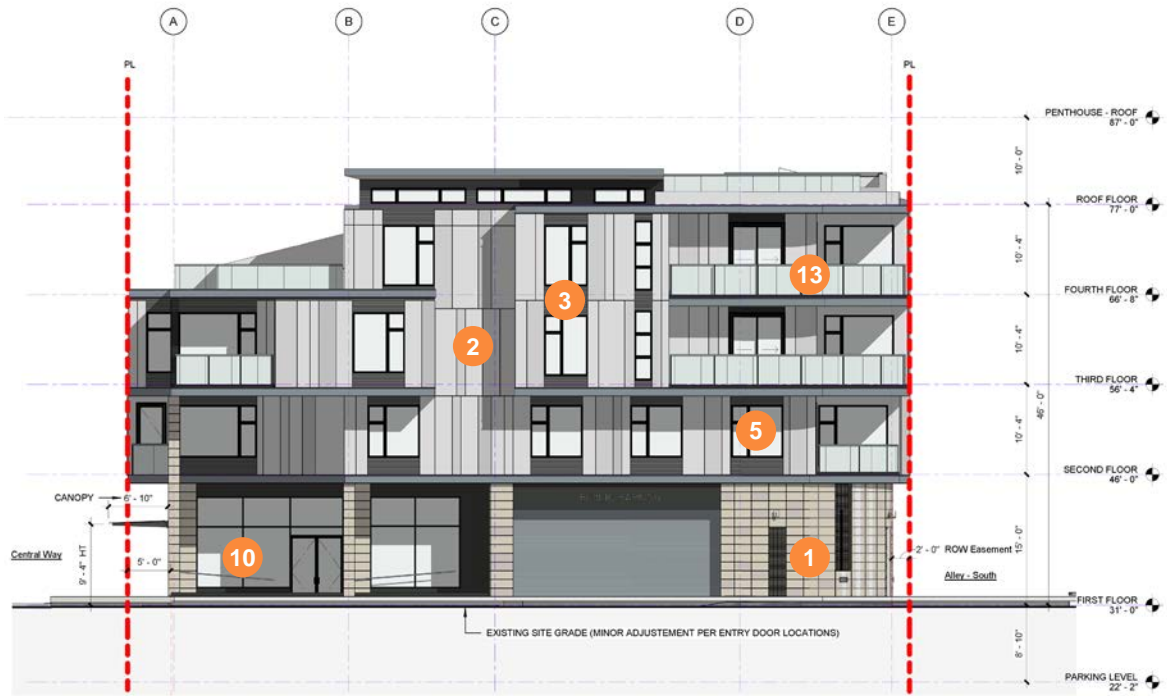 A
B
C
D
E
PL
PL
PENTHOUSE - ROOF
87' - 0"
10' - 0"
ROOF FLOOR
77' - 0"
10' - 4"
13
FOURTH FLOOR
66' - 8"
3
2
10' - 4"
THIRD FLOOR
56' - 4"
46' - 0"
10' - 4"
5
SECOND FLOOR
46' - 0"
CANOPY
6' - 10"
15' - 0"
10
1
Central Way
9' - 4" HT
5' - 0"
2' - 0" ROW Easement
Alley - South
FIRST FLOOR
31' - 0"
EXISTING SITE GRADE (MINOR ADJUSTEMENT PER ENTRY DOOR LOCATIONS)
8' - 10"
PARKING LEVEL
22' - 2"